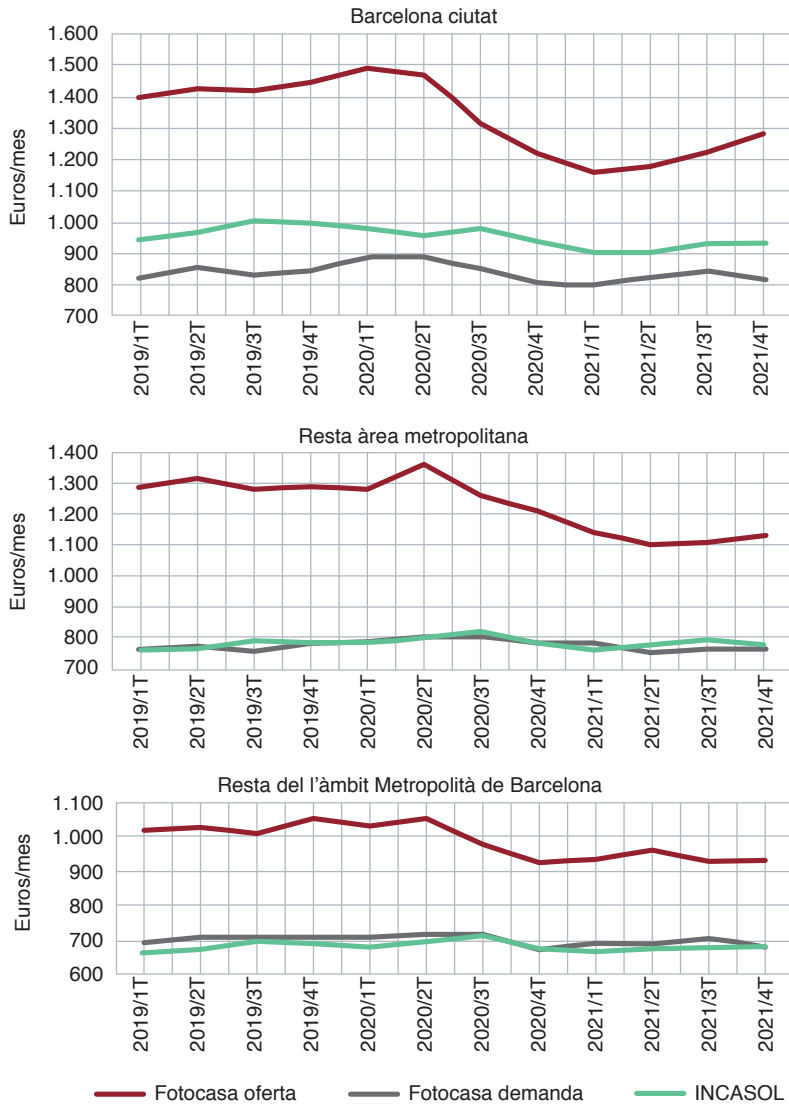 Barcelona ciutat
Euros/mes
1.600
1.500
1.400
1.300
1.200
1.100
1.000
900
800
700
2019/1T 2019/2T 2019/3T 2019/4T 2020/1T 2020/2T 2020/3T 2020/4T 2021/1T 2021/2T 2021/3T 2021/4T
Resta àrea metropolitana
Euros/mes
1.400
1.300
1.200
1.100
1.000
900
800
700
2019/1T 2019/2T 2019/3T 2019/4T 2020/1T 2020/2T 2020/3T 2020/4T 2021/1T 2021/2T 2021/3T 2021/4T
Resta del l'àmbit Metropolità de Barcelona
Euros/mes
1.100
1.000
900
800
700
600
2019/1T 2019/2T 2019/3T 2019/4T 2020/1T 2020/2T 2020/3T 2020/4T 2021/1T 2021/2T 2021/3T 2021/4T
Fotocasa oferta Fotocasa demanda INCASOL